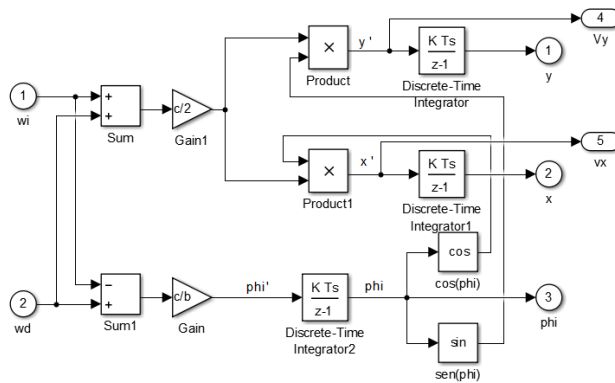 4
Vy
y '
K Ts
z-1
1
y
×
Product
Discrete-Time
Integrator
1
wi
+
+
Sum
c/2
Gain1
5
vx
x '
K Ts
z-1
2
x
×
Product1
Discrete-Time
Integrator1
cos
cos(phi)
2
wd
−
+
Sum1
c/b
Gain
phi'
K Ts
z-1
Discrete-Time
Integrator2
phi
3
phi
sin
sen(phi)